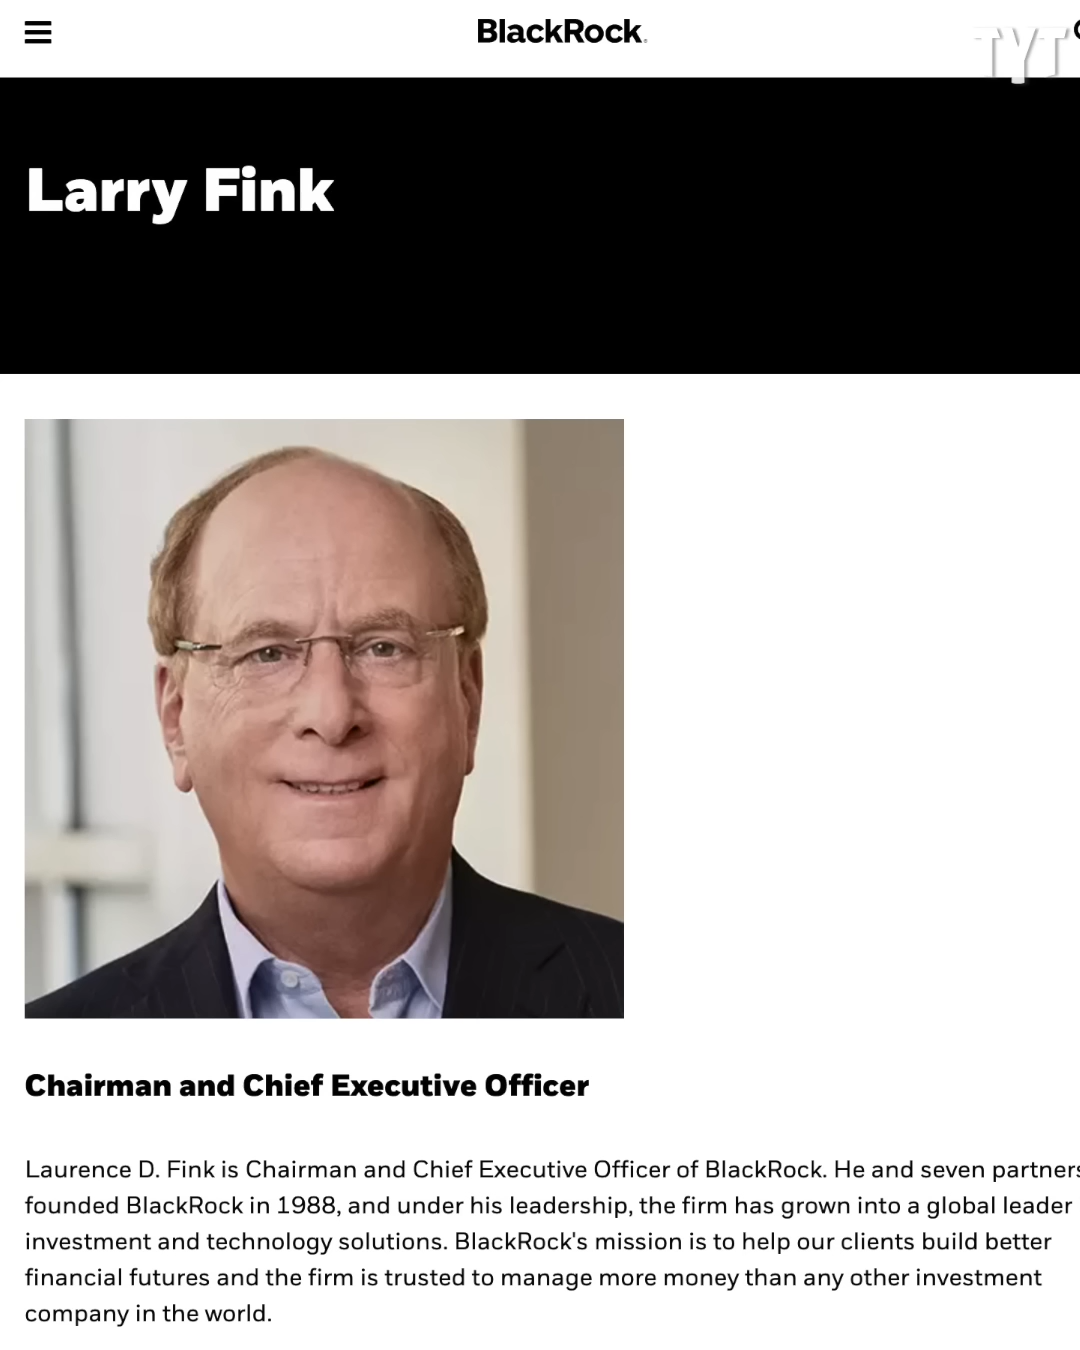 BlackRock.
TYT
Larry Fink
Chairman and Chief Executive Officer
Laurence D. Fink is Chairman and Chief Executive Officer of BlackRock. He and seven partners
founded BlackRock in 1988, and under his leadership, the firm has grown into a global leader
investment and technology solutions. BlackRock's mission is to help our clients build better
financial futures and the firm is trusted to manage more money than any other investment
company in the world.